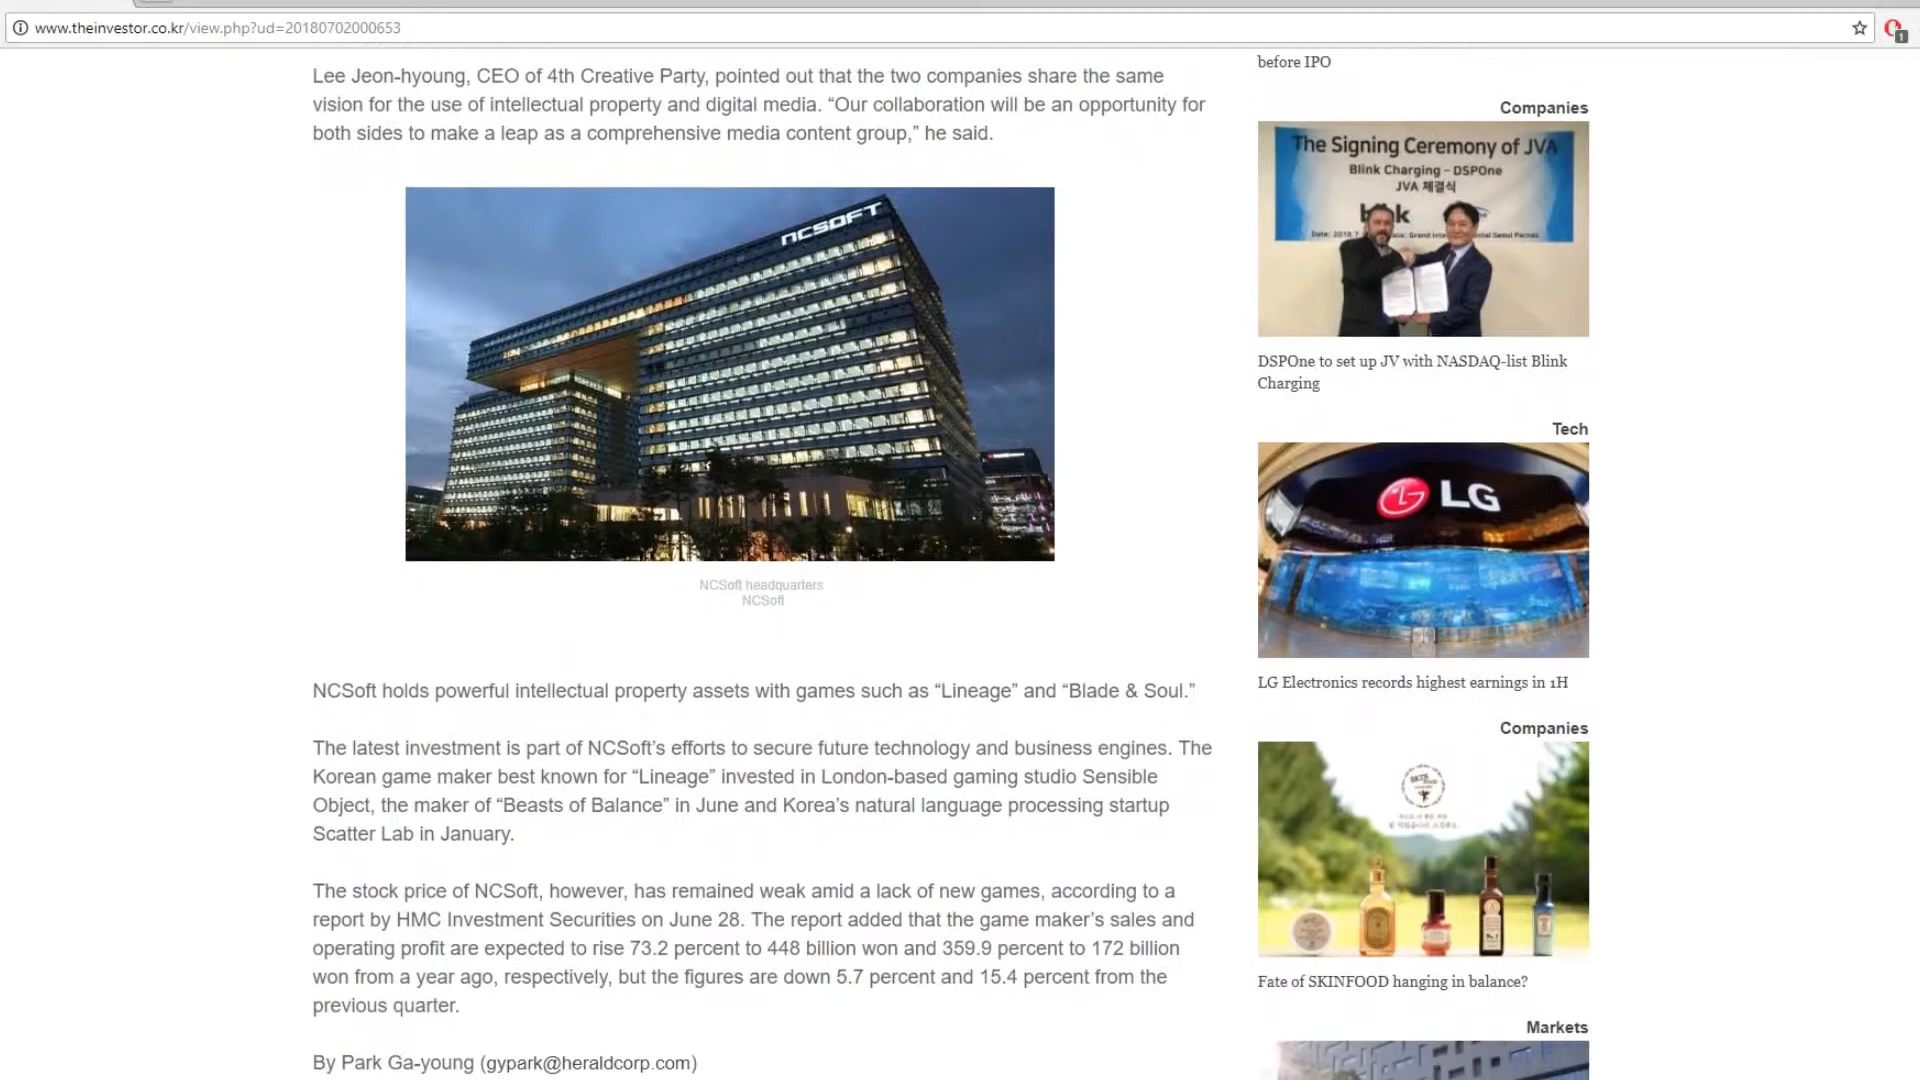 www.theinvestor.co.kr/view.php?ud=20180702000653
1
Lee Jeon-hyoung, CEO of 4th Creative Party, pointed out that the two companies share the same
vision for the use of intellectual property and digital media. “Our collaboration will be an opportunity for
both sides to make a leap as a comprehensive media content group,” he said.
NCSOFT
NCSoft headquarters
NCSoft
NCSoft holds powerful intellectual property assets with games such as “Lineage” and “Blade & Soul.”
The latest investment is part of NCSoft’s efforts to secure future technology and business engines. The
Korean game maker best known for “Lineage” invested in London-based gaming studio Sensible
Object, the maker of “Beasts of Balance” in June and Korea’s natural language processing startup
Scatter Lab in January.
The stock price of NCSoft, however, has remained weak amid a lack of new games, according to a
report by HMC Investment Securities on June 28. The report added that the game maker’s sales and
operating profit are expected to rise 73.2 percent to 448 billion won and 359.9 percent to 172 billion
won from a year ago, respectively, but the figures are down 5.7 percent and 15.4 percent from the
previous quarter.
By Park Ga-young (gypark@heraldcorp.com)
before IPO
Companies
The Signing Ceremony of JVA
Blink Charging - DSPOne
JVA 체결식
DSPOne to set up JV with NASDAQ-list Blink
Charging
Tech
LG
LG Electronics records highest earnings in 1H
Companies
Fate of SKINFOOD hanging in balance?
Markets